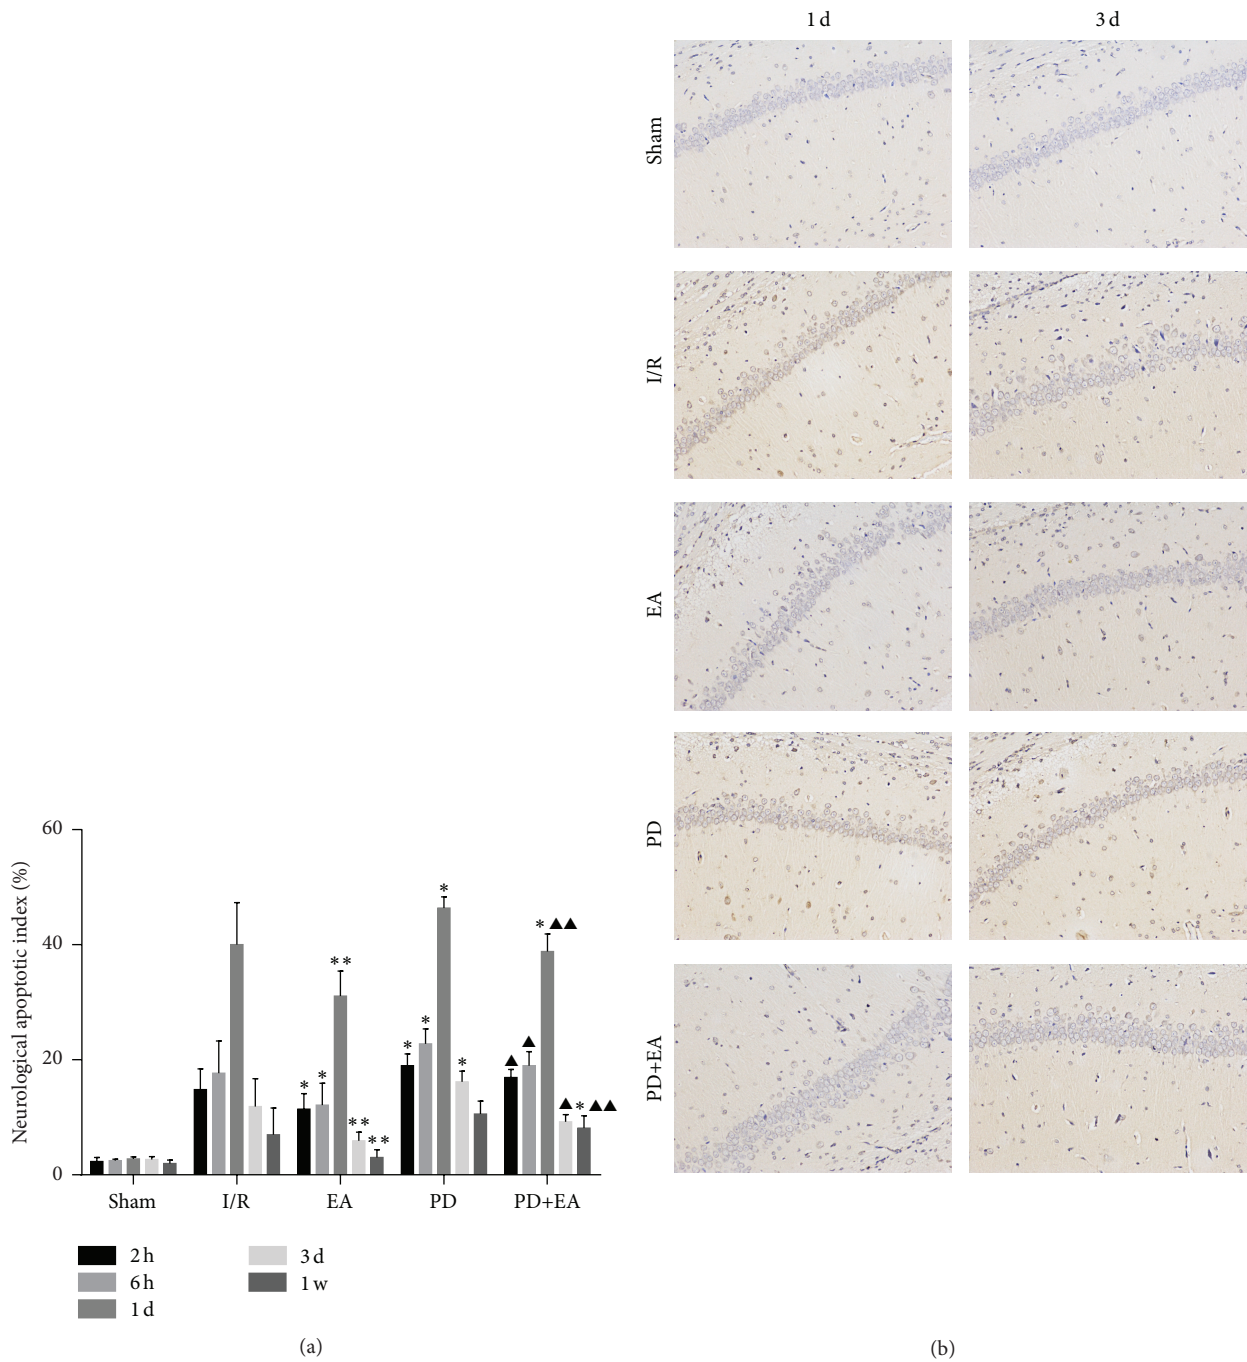 1 d
3 d
Sham
I/R
EA
PD
PD+EA
Neurological apoptotic index (%)
60
40
20
0
* * ** ** **
* * * *
▲ ▲ *▲▲ ▲ *▲▲
Sham I/R EA PD PD+EA
2 h
6 h
1 d
3 d
1 w
(a)
(b)